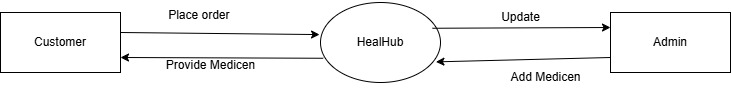 Place order
Update
Customer
HealHub
Admin
Provide Medicen
Add Medicen